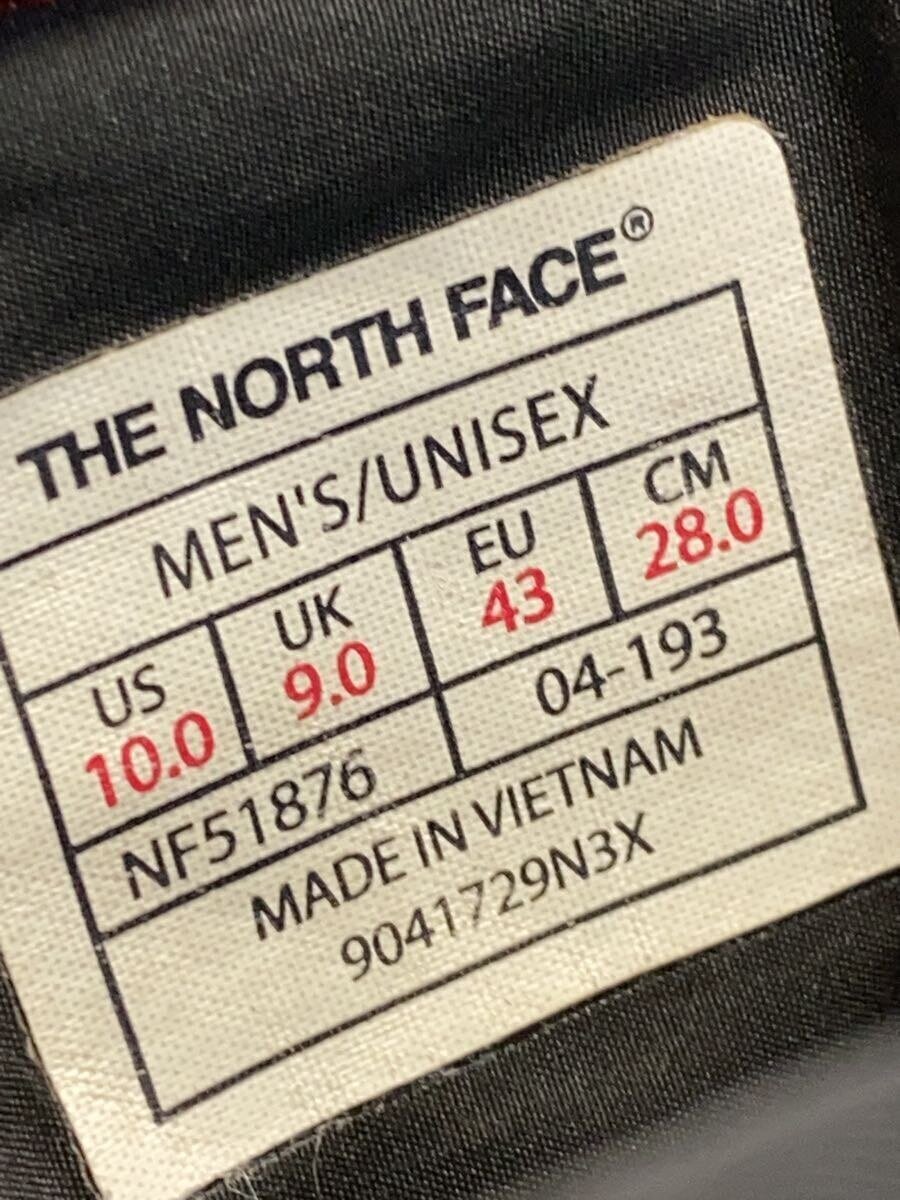 THE NORTH FACE®
MEN'S/UNISEX
US UK EU CM
10.0 9.0 43 28.0
NF51876 04-193
MADE IN VIETNAM
9041729N3X